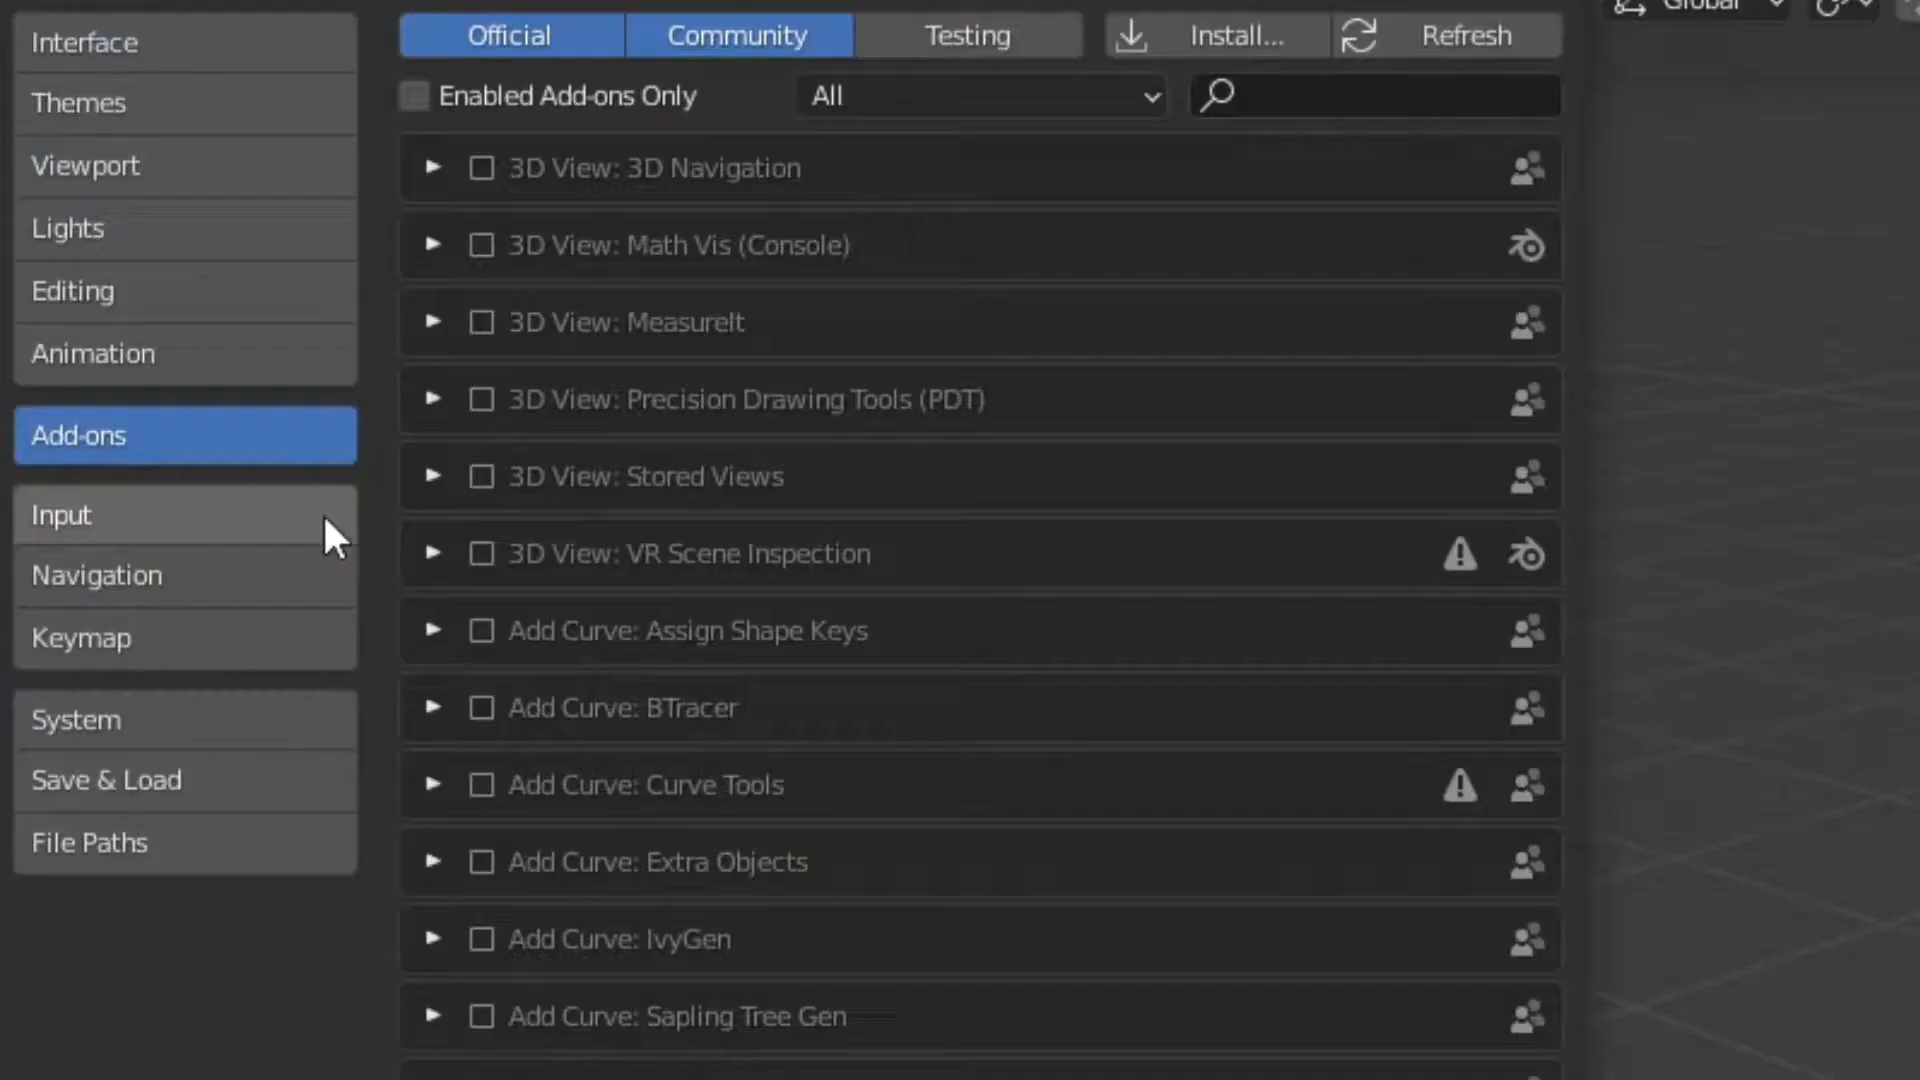 Global
Interface
Themes
Viewport
Lights
Editing
Animation
Add-ons
Input
Navigation
Keymap
System
Save & Load
File Paths
Official Community Testing Install... Refresh
Enabled Add-ons Only All
3D View: 3D Navigation
3D View: Math Vis (Console)
3D View: MeasureIt
3D View: Precision Drawing Tools (PDT)
3D View: Stored Views
3D View: VR Scene Inspection
Add Curve: Assign Shape Keys
Add Curve: BTracer
Add Curve: Curve Tools
Add Curve: Extra Objects
Add Curve: IvyGen
Add Curve: Sapling Tree Gen